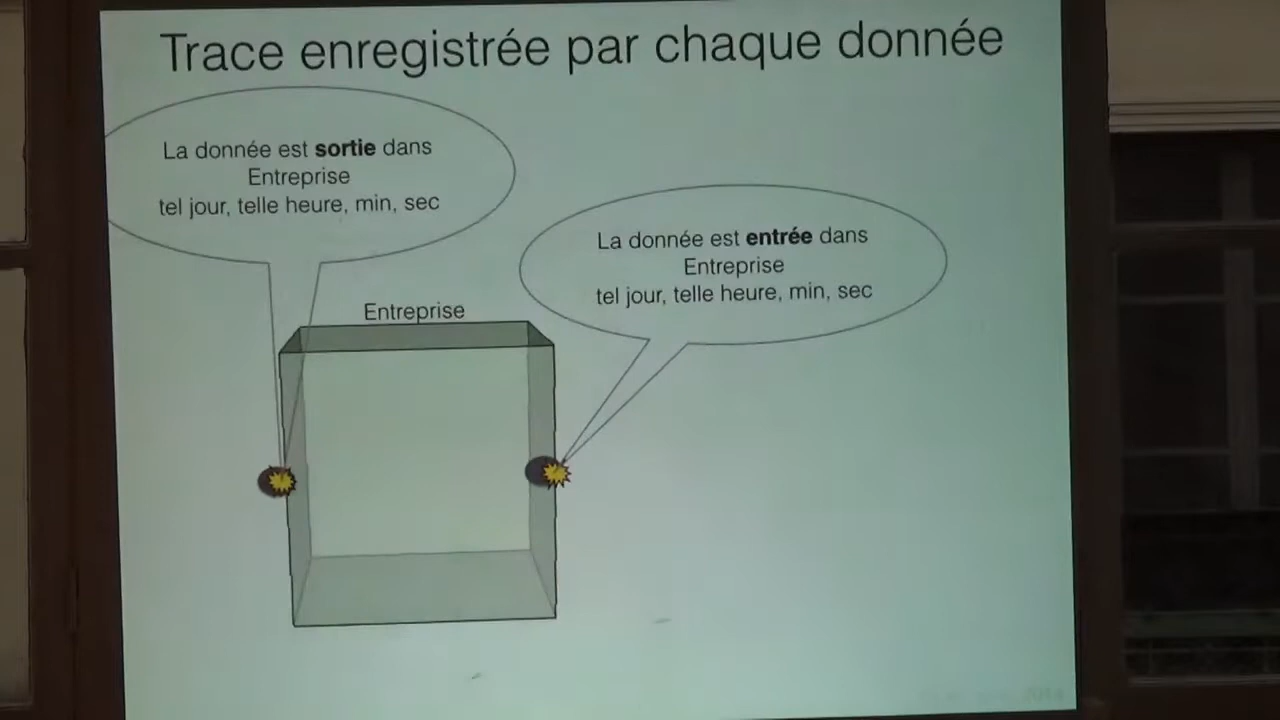 Trace enregistrée par chaque donnée
La donnée est sortie dans
Entreprise
tel jour, telle heure, min, sec
La donnée est entrée dans
Entreprise
tel jour, telle heure, min, sec
Entreprise